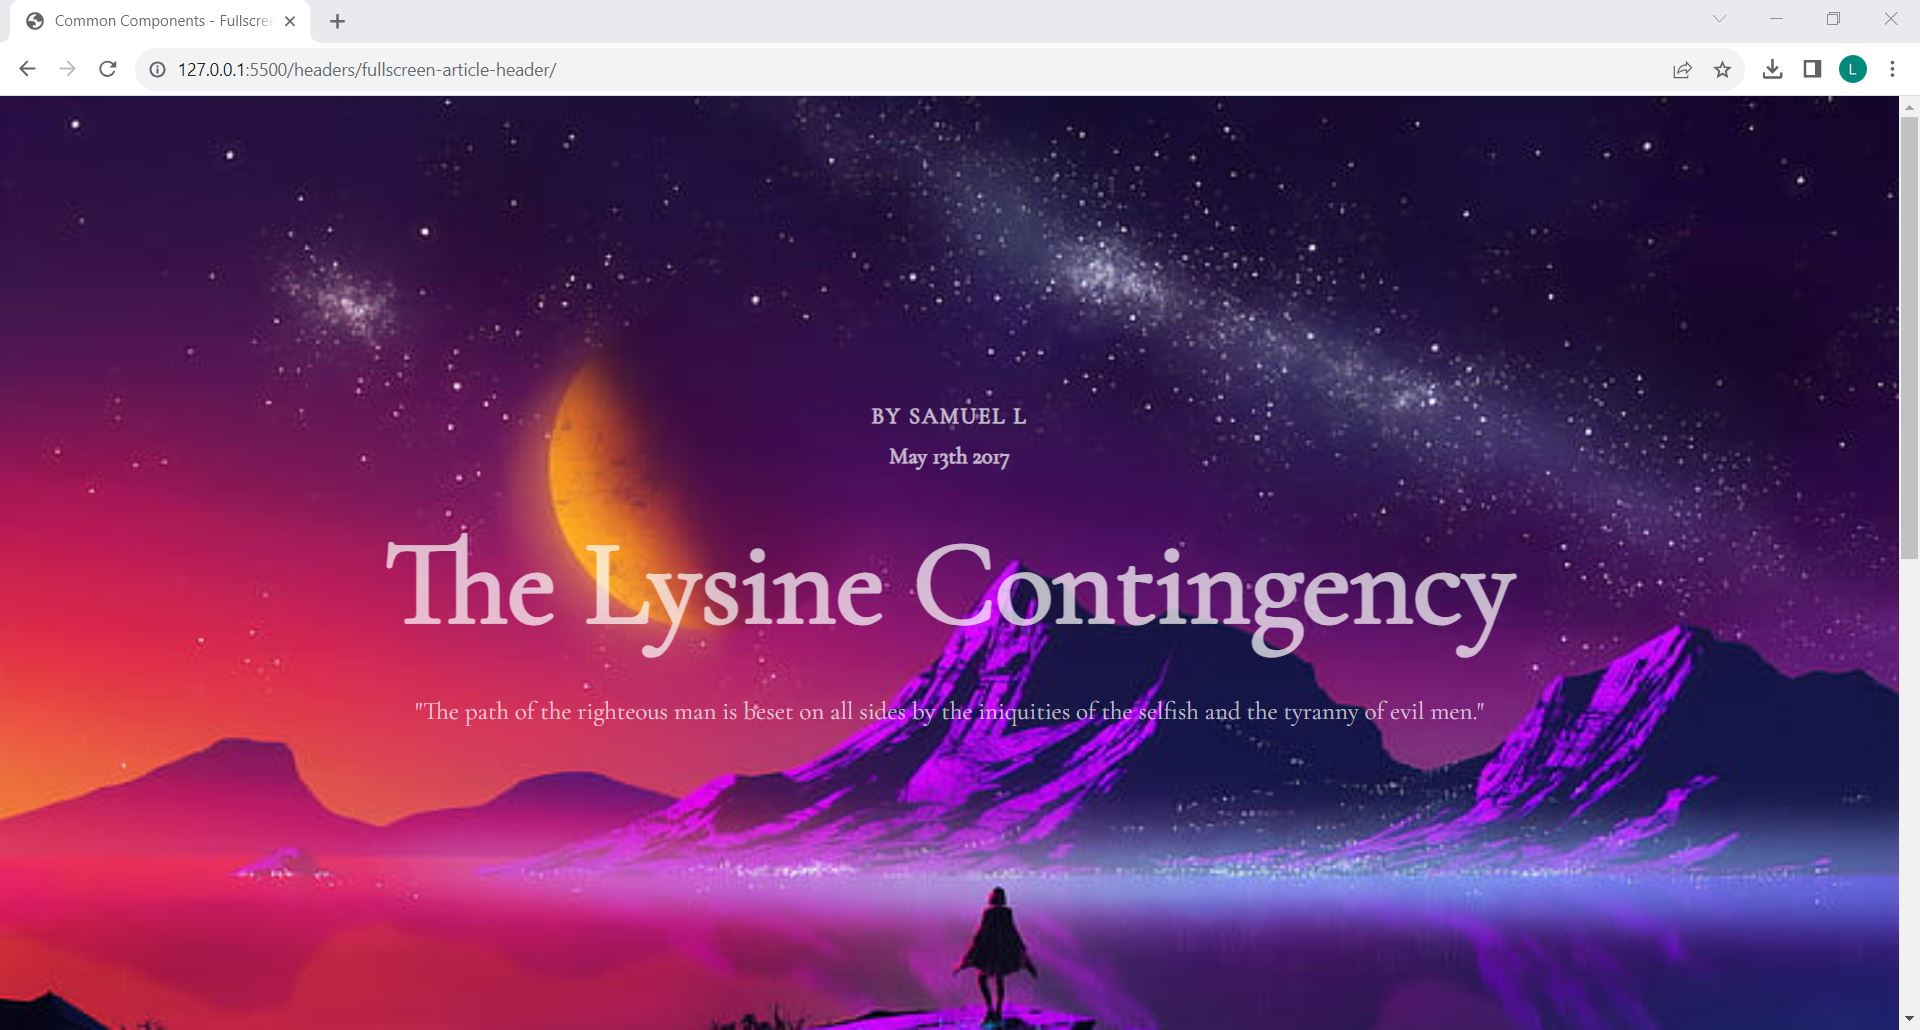 Common Components - Fullscre
127.0.0.1:5500/headers/fullscreen-article-header/
L
BY SAMUEL L
May 13th 2017
The Lysine Contingency
"The path of the righteous man is beset on all sides by the iniquities of the selfish and the tyranny of evil men."